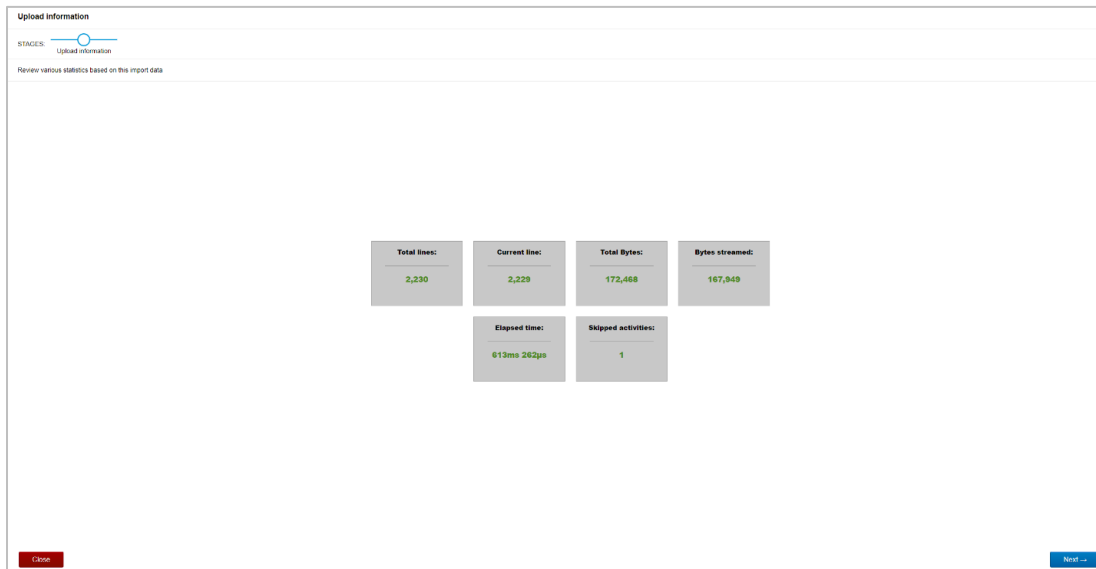 Upload information
STAGES:
Upload information
Review various statistics based on this import data
Total lines: Current line: Total Bytes: Bytes streamed:
2,230 2,229 172,468 167,949
Elapsed time: Skipped activities:
613ms 262µs 1
Close Next →